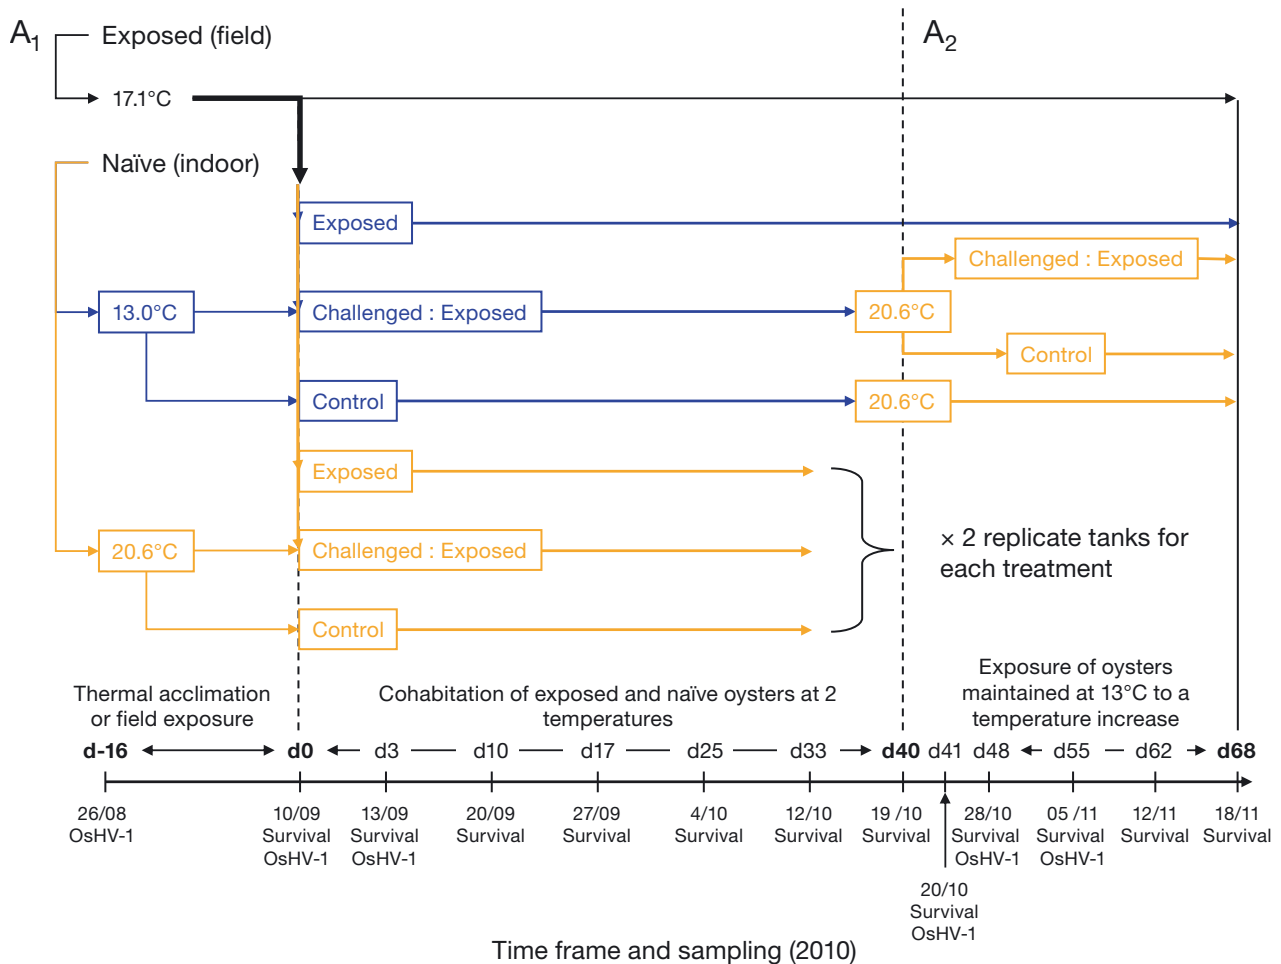 A1
Exposed (field)
A2
17.1°C
Naïve (indoor)
Exposed
Challenged : Exposed
13.0°C
Challenged : Exposed
20.6°C
Control
Control
20.6°C
Exposed
20.6°C
Challenged : Exposed
× 2 replicate tanks for
each treatment
Control
Thermal acclimation
or field exposure
Cohabitation of exposed and naïve oysters at 2
temperatures
Exposure of oysters
maintained at 13°C to a
temperature increase
d-16 d0 d3 d10 d17 d25 d33 d40 d41 d48 d55 d62 d68
26/08
OsHV-1
10/09
Survival
OsHV-1
13/09
Survival
OsHV-1
20/09
Survival
27/09
Survival
4/10
Survival
12/10
Survival
19 /10
Survival
20/10
Survival
OsHV-1
28/10
Survival
OsHV-1
05 /11
Survival
OsHV-1
12/11
Survival
18/11
Survival
Time frame and sampling (2010)